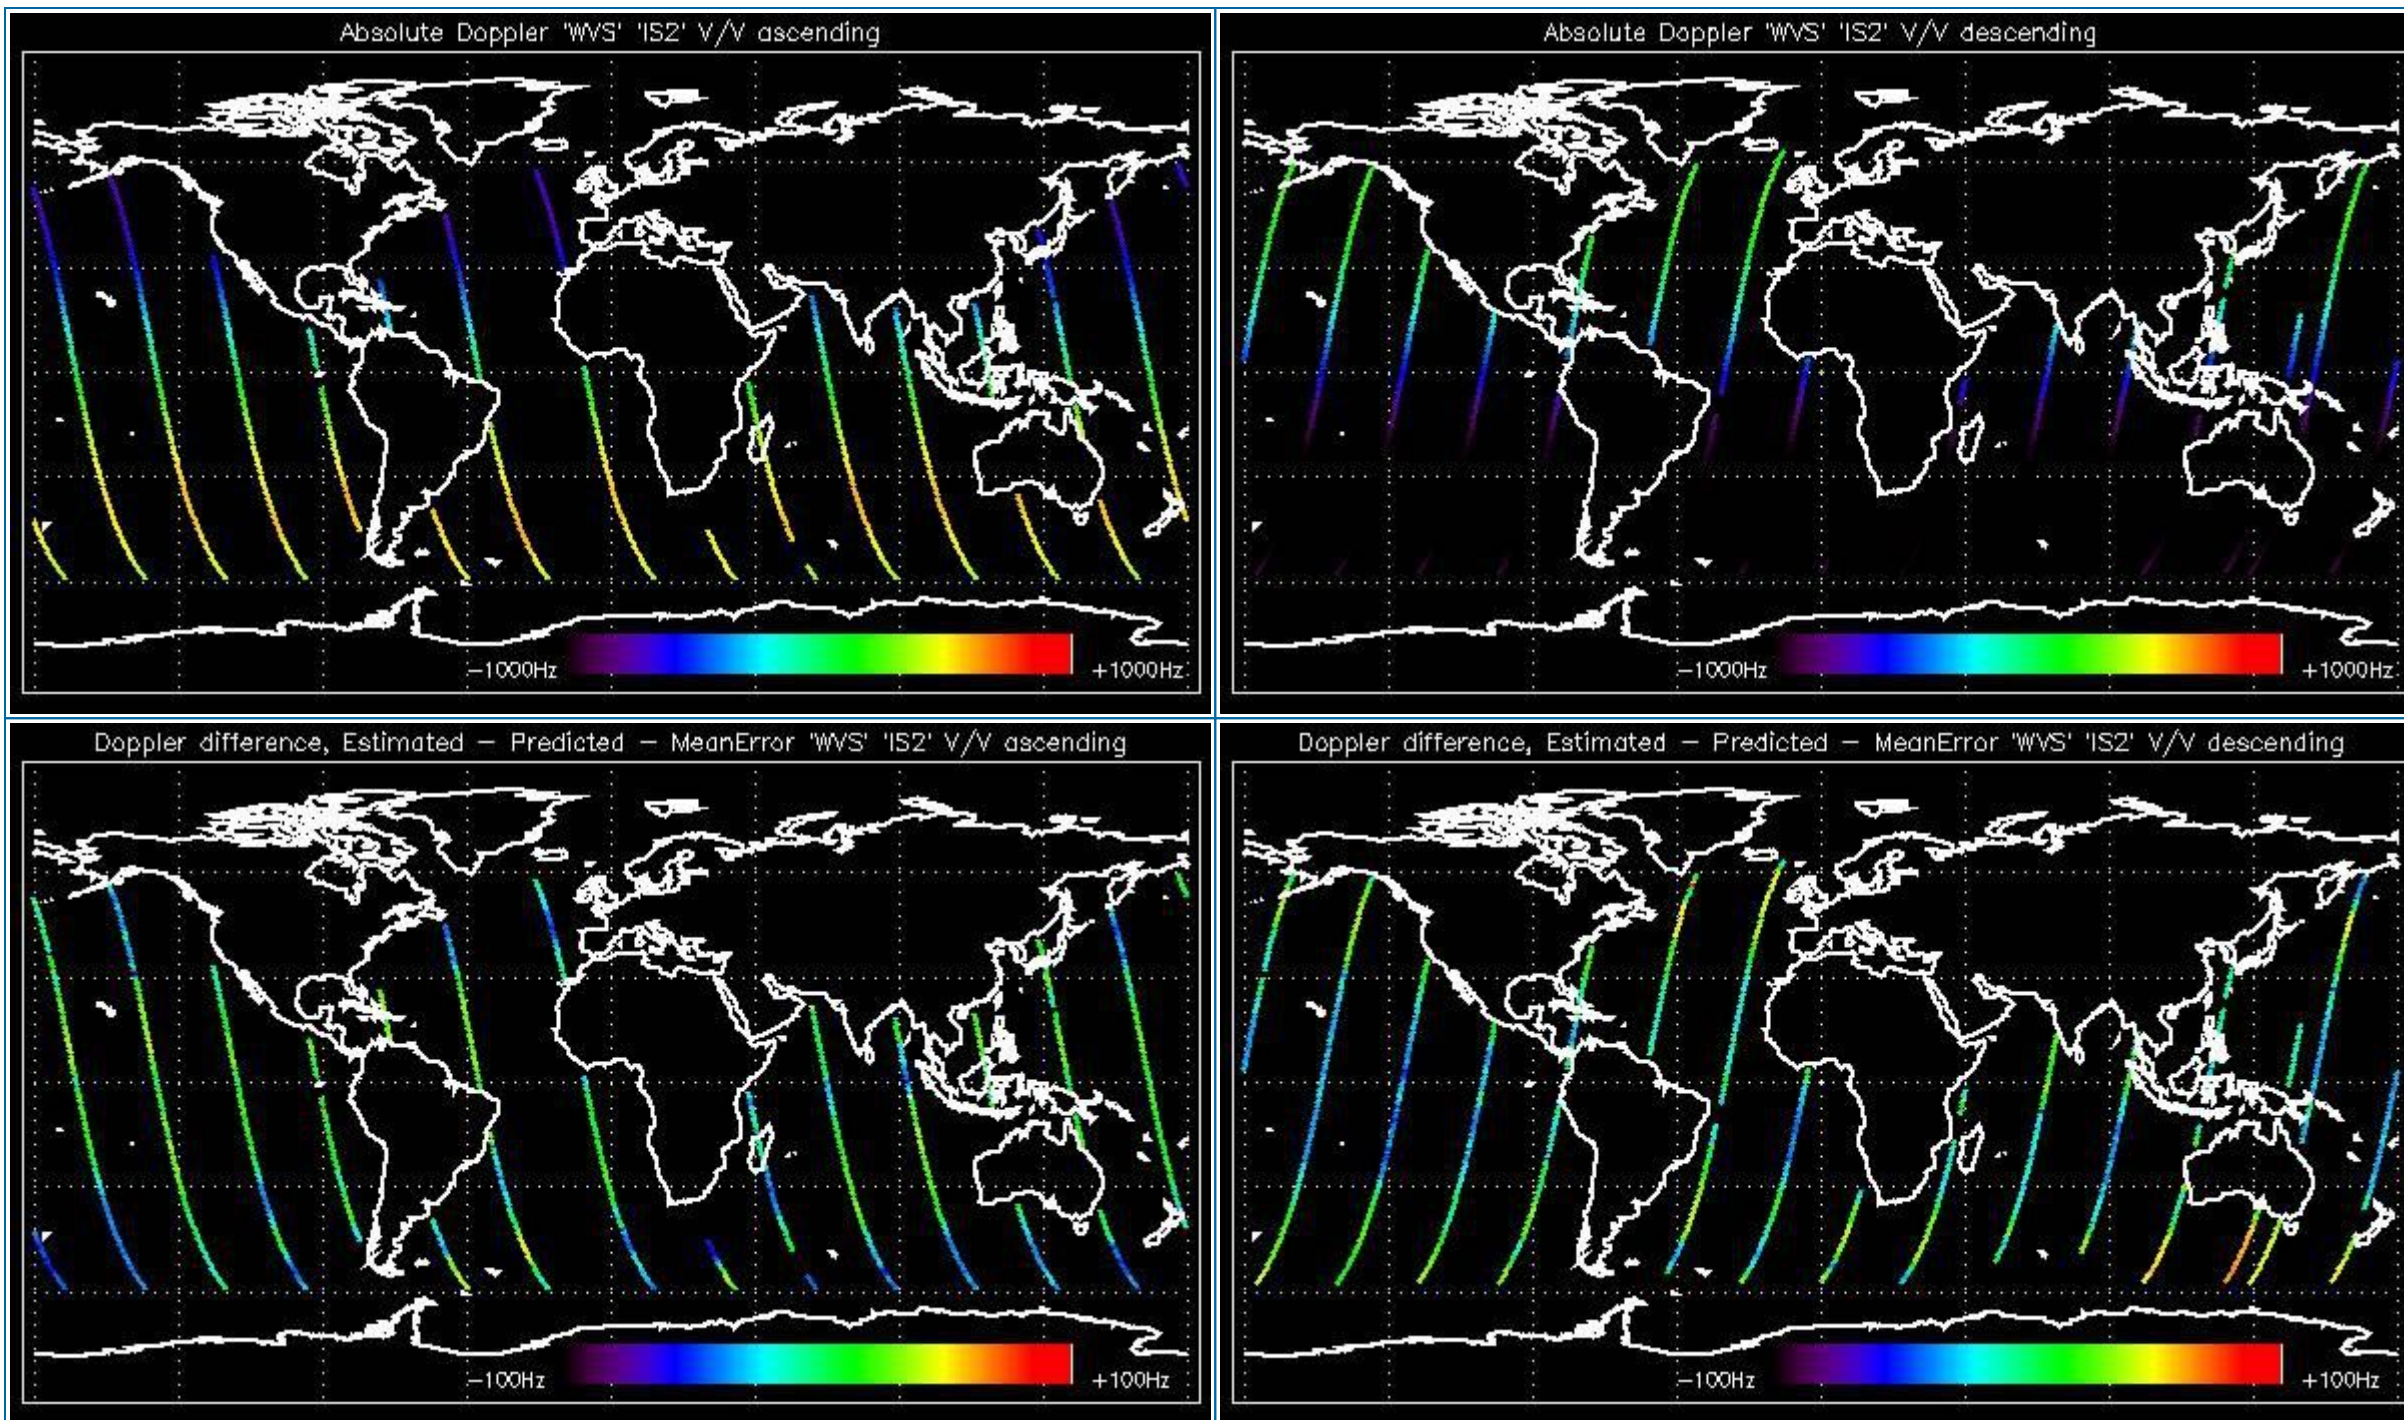 Absolute Doppler 'WVS' 'IS2' V/V ascending
-1000Hz
+1000Hz
Absolute Doppler 'WVS' 'IS2' V/V descending
-1000Hz
+1000Hz
Doppler difference, Estimated - Predicted - MeanError 'WVS' 'IS2' V/V ascending
-100Hz
+100Hz
Doppler difference, Estimated - Predicted - MeanError 'WVS' 'IS2' V/V descending
-100Hz
+100Hz